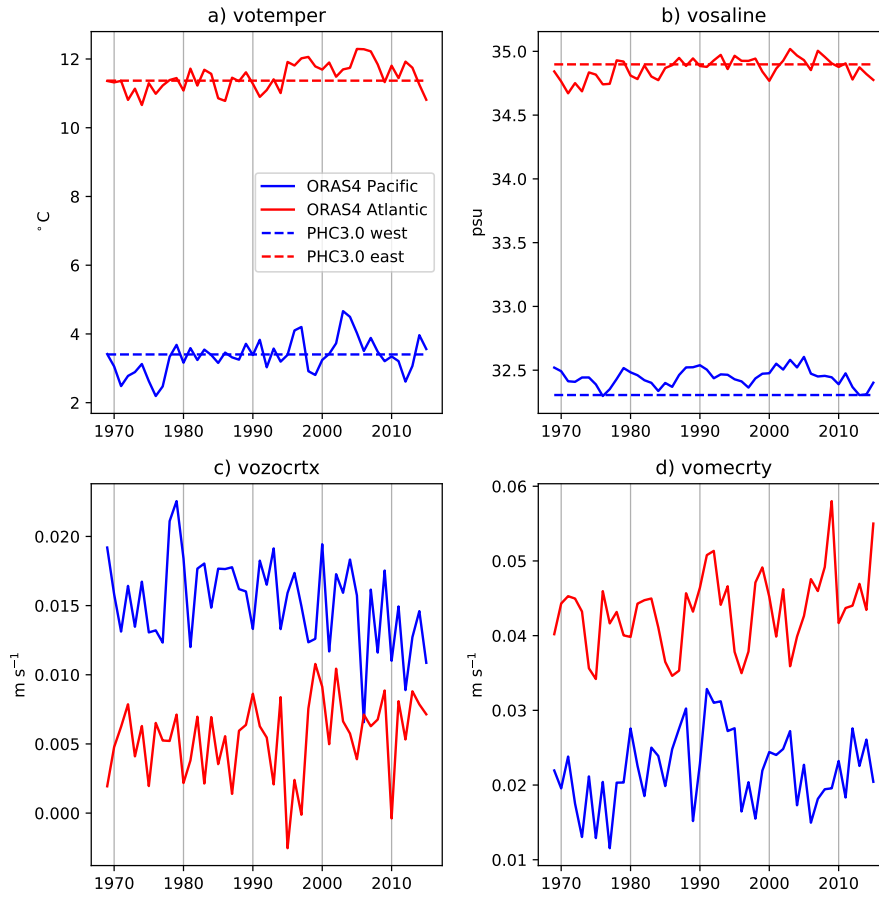 a) votemper
12
10
8
6
4
2
°C
ORAS4 Pacific
ORAS4 Atlantic
PHC3.0 west
PHC3.0 east
1970 1980 1990 2000 2010
b) vosaline
35.0
34.5
34.0
33.5
33.0
32.5
psu
1970 1980 1990 2000 2010
c) vozocrtx
0.020
0.015
0.010
0.005
0.000
m s⁻¹
1970 1980 1990 2000 2010
d) vomecrty
0.06
0.05
0.04
0.03
0.02
0.01
m s⁻¹
1970 1980 1990 2000 2010